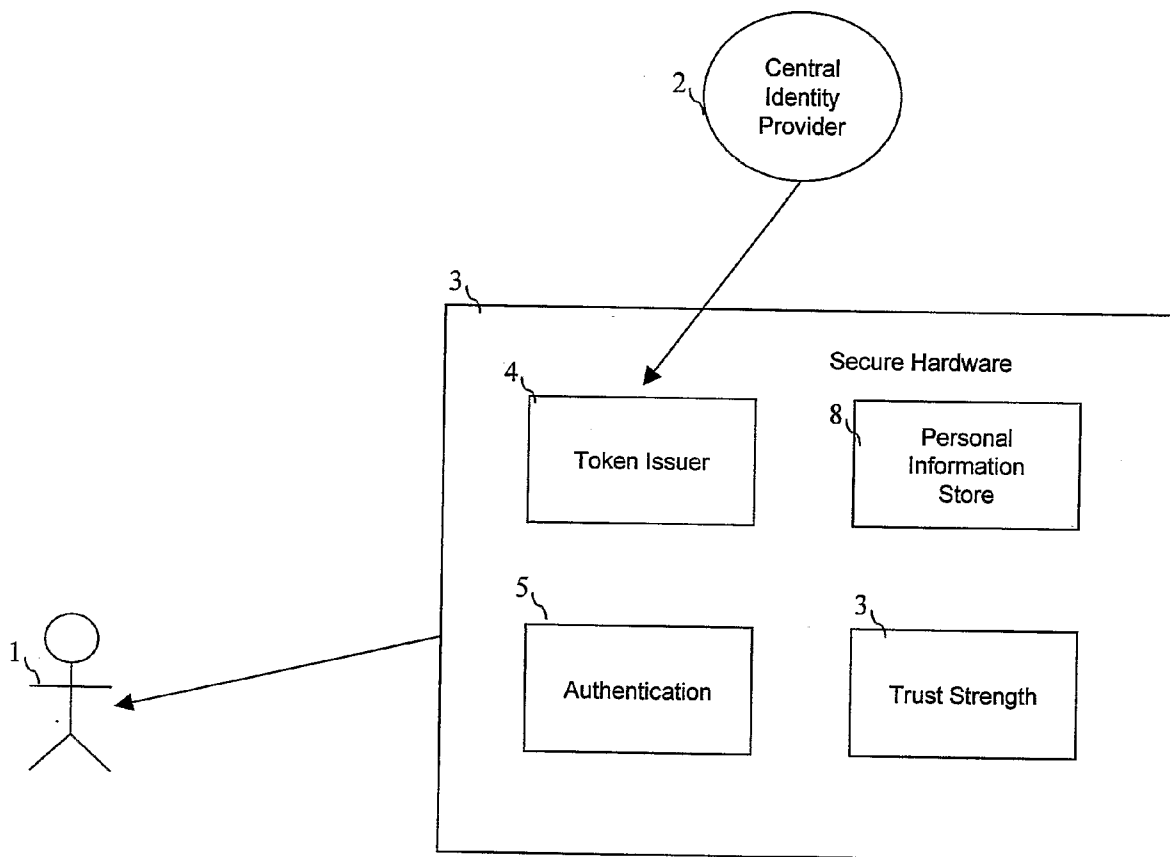 Central
Identity
Provider
2
3
Secure Hardware
4
Token Issuer
8
Personal
Information
Store
5
Authentication
3
Trust Strength
1